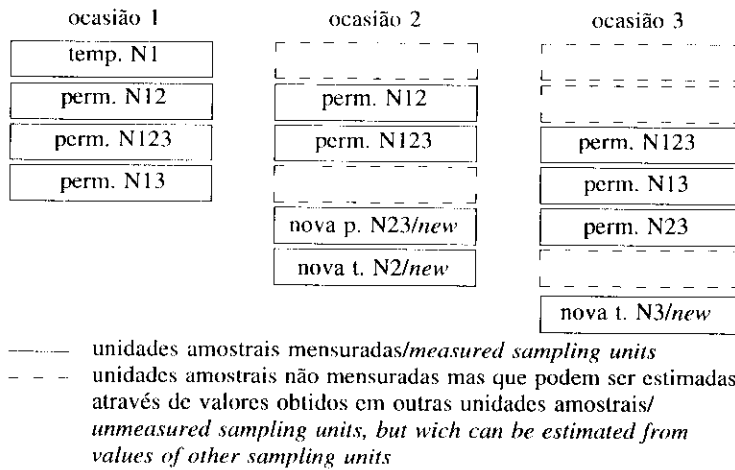 ocasião 1 ocasião 2 ocasião 3
temp. N1
perm. N12 perm. N12
perm. N123 perm. N123 perm. N123
perm. N13 perm. N13
nova p. N23/new perm. N23
nova t. N2/new
nova t. N3/new
unidades amostrais mensuradas/measured sampling units
unidades amostrais não mensuradas mas que podem ser estimadas
através de valores obtidos em outras unidades amostrais/
unmeasured sampling units, but wich can be estimated from
values of other sampling units